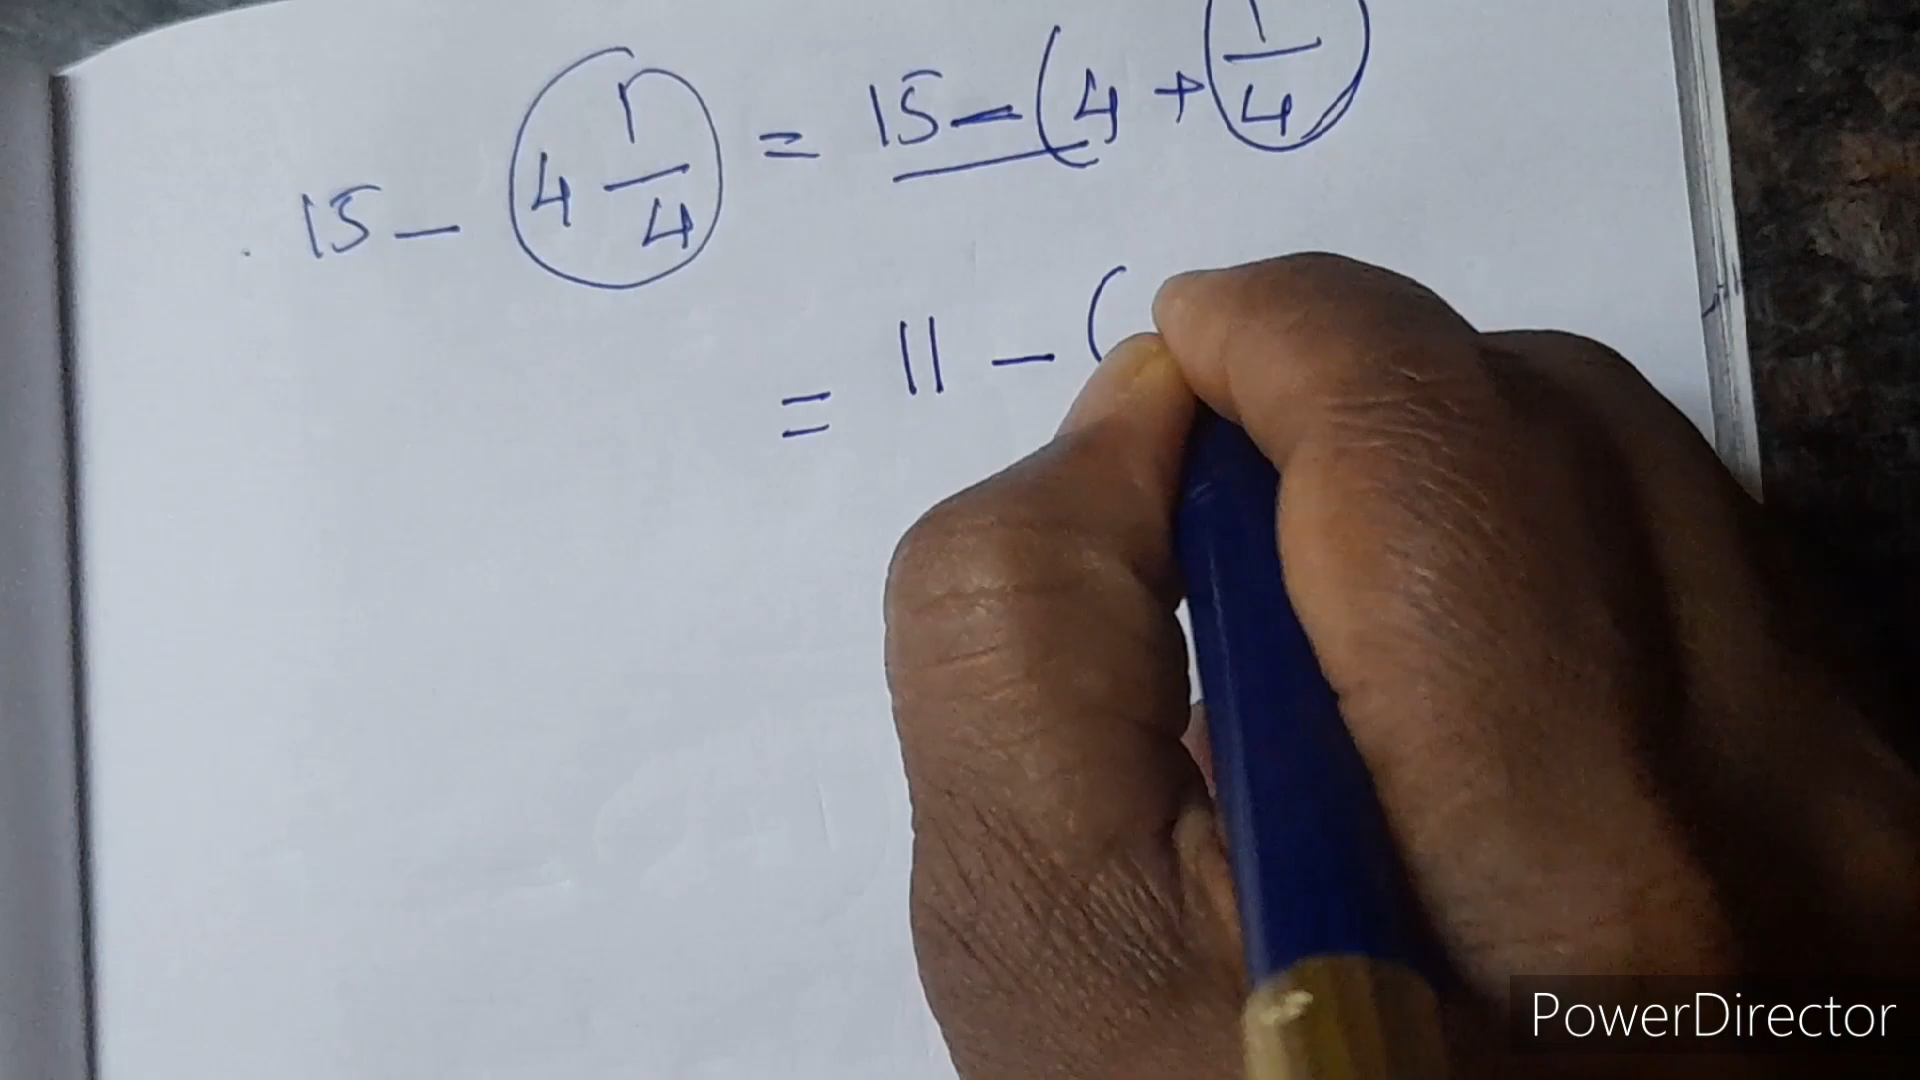 15 - 4 1/4 = 15 - (4 + 1/4
= 11 - (
PowerDirector